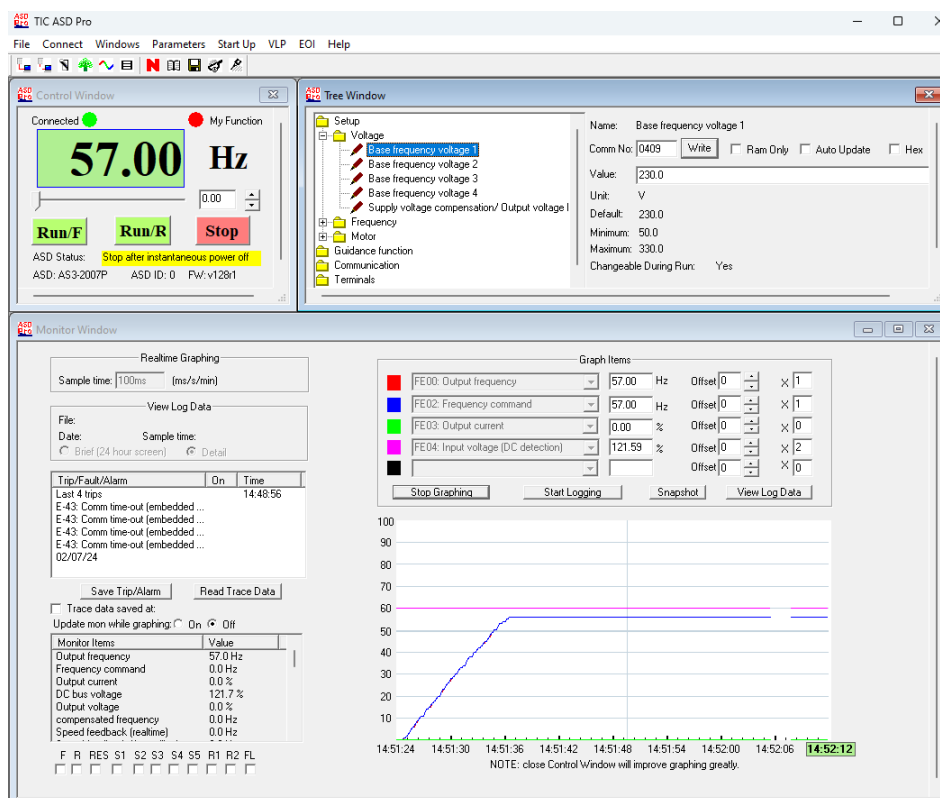 TIC ASD Pro
File Connect Windows Parameters Start Up VLP EOI Help
Control Window
Connected My Function
57.00 Hz
0.00
Run/F Run/R Stop
ASD Status: Stop after instantaneous power off
ASD: AS3-2007P ASD ID: 0 FW: v128r1
Tree Window
Setup
Voltage
Base frequency voltage 1
Base frequency voltage 2
Base frequency voltage 3
Base frequency voltage 4
Supply voltage compensation/ Output voltage l
Frequency
Motor
Guidance function
Communication
Terminals
Name: Base frequency voltage 1
Comm No: 0409 Write Ram Only Auto Update Hex
Value: 230.0
Unit: V
Default: 230.0
Minimum: 50.0
Maximum: 330.0
Changeable During Run: Yes
Monitor Window
Realtime Graphing
Sample time: 100ms (ms/s/min)
View Log Data
File:
Date: Sample time:
Brief (24 hour screen) Detail
Trip/Fault/Alarm On Time
Last 4 trips 14:48:56
E-43: Comm time-out (embedded ...
E-43: Comm time-out (embedded ...
E-43: Comm time-out (embedded ...
E-43: Comm time-out (embedded ...
02/07/24
Save Trip/Alarm Read Trace Data
Trace data saved at:
Update mon while graphing: On Off
Monitor Items Value
Output frequency 57.0 Hz
Frequency command 0.0 Hz
Output current 0.0 %
DC bus voltage 121.7 %
Output voltage 0.0 %
compensated frequency 0.0 Hz
Speed feedback (realtime) 0.0 Hz
F R RES S1 S2 S3 S4 S5 R1 R2 FL
Graph Items
FE00: Output frequency 57.00 Hz Offset 0 X 1
FE02: Frequency command 57.00 Hz Offset 0 X 1
FE03: Output current 0.00 % Offset 0 X 0
FE04: Input voltage (DC detection) 121.59 % Offset 0 X 2
Offset 0 X 0
Stop Graphing Start Logging Snapshot View Log Data
100
90
80
70
60
50
40
30
20
10
14:51:24 14:51:30 14:51:36 14:51:42 14:51:48 14:51:54 14:52:00 14:52:06 14:52:12
NOTE: close Control Window will improve graphing greatly.